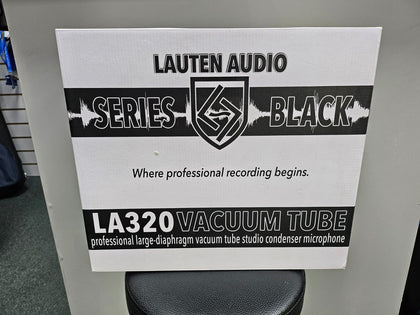 LAUTEN AUDIO
SERIES BLACK
Where professional recording begins.
LA320 VACUUM TUBE
professional large-diaphragm vacuum tube studio condenser microphone